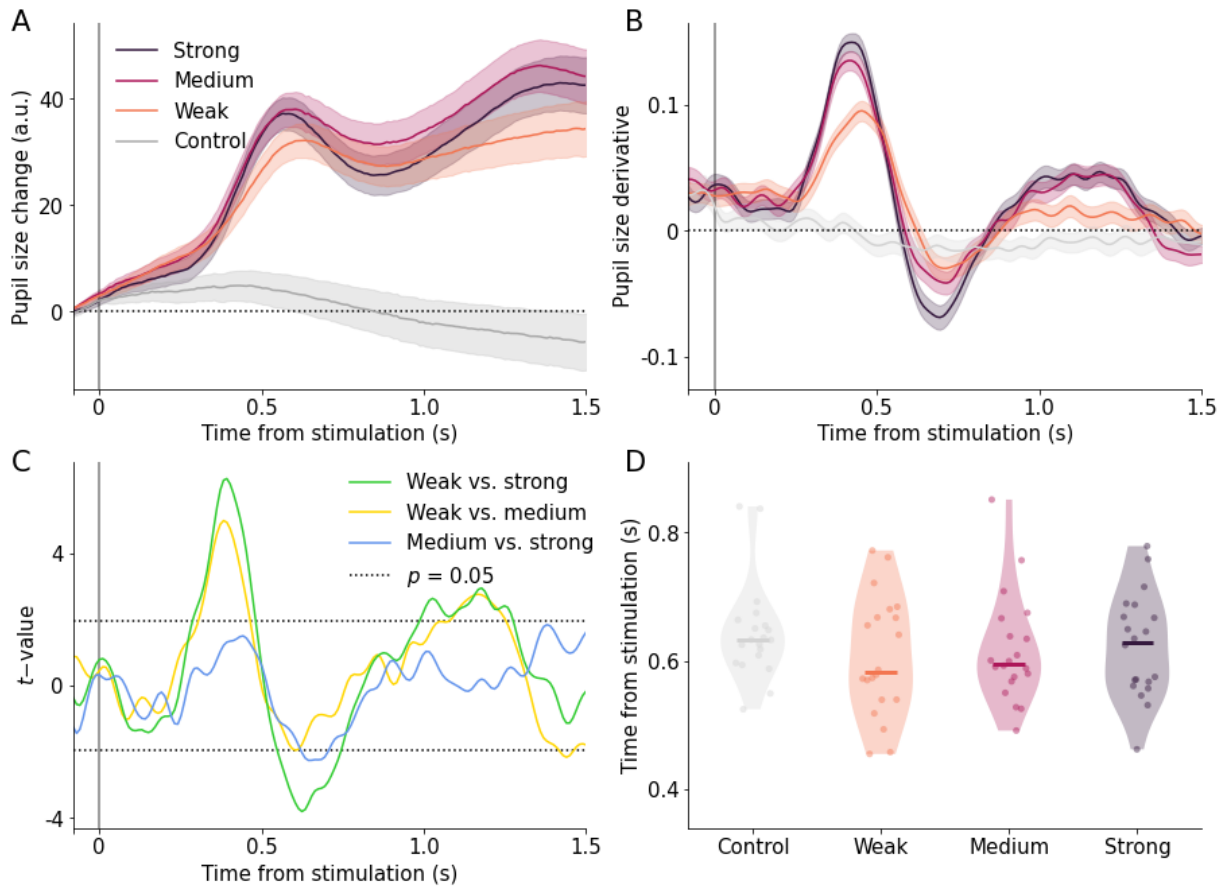 A
Strong
Medium
Weak
Control
Pupil size change (a.u.)
40
20
0
0
0.5
1.0
1.5
Time from stimulation (s)
B
Pupil size derivative
0.1
0
-0.1
0
0.5
1.0
1.5
Time from stimulation (s)
C
Weak vs. strong
Weak vs. medium
Medium vs. strong
p = 0.05
t−value
4
0
-4
0
0.5
1.0
1.5
Time from stimulation (s)
D
Time from stimulation (s)
0.8
0.6
0.4
Control
Weak
Medium
Strong